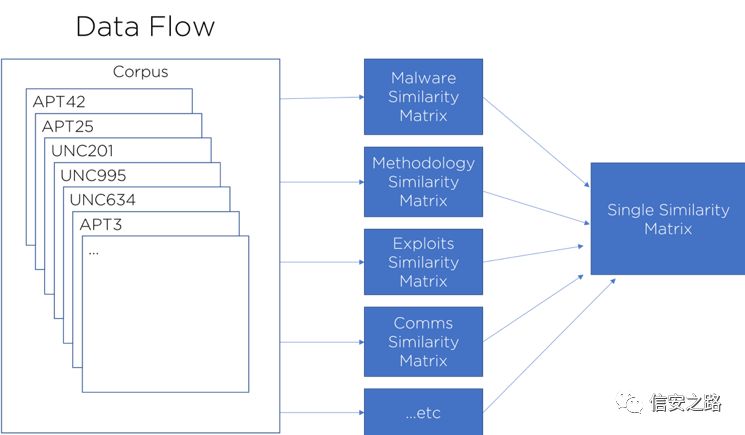 Data Flow
Corpus
APT42
APT25
UNC201
UNC995
UNC634
APT3
...
Malware
Similarity
Matrix
Methodology
Similarity
Matrix
Exploits
Similarity
Matrix
Comms
Similarity
Matrix
...etc
Single Similarity
Matrix
信安之路